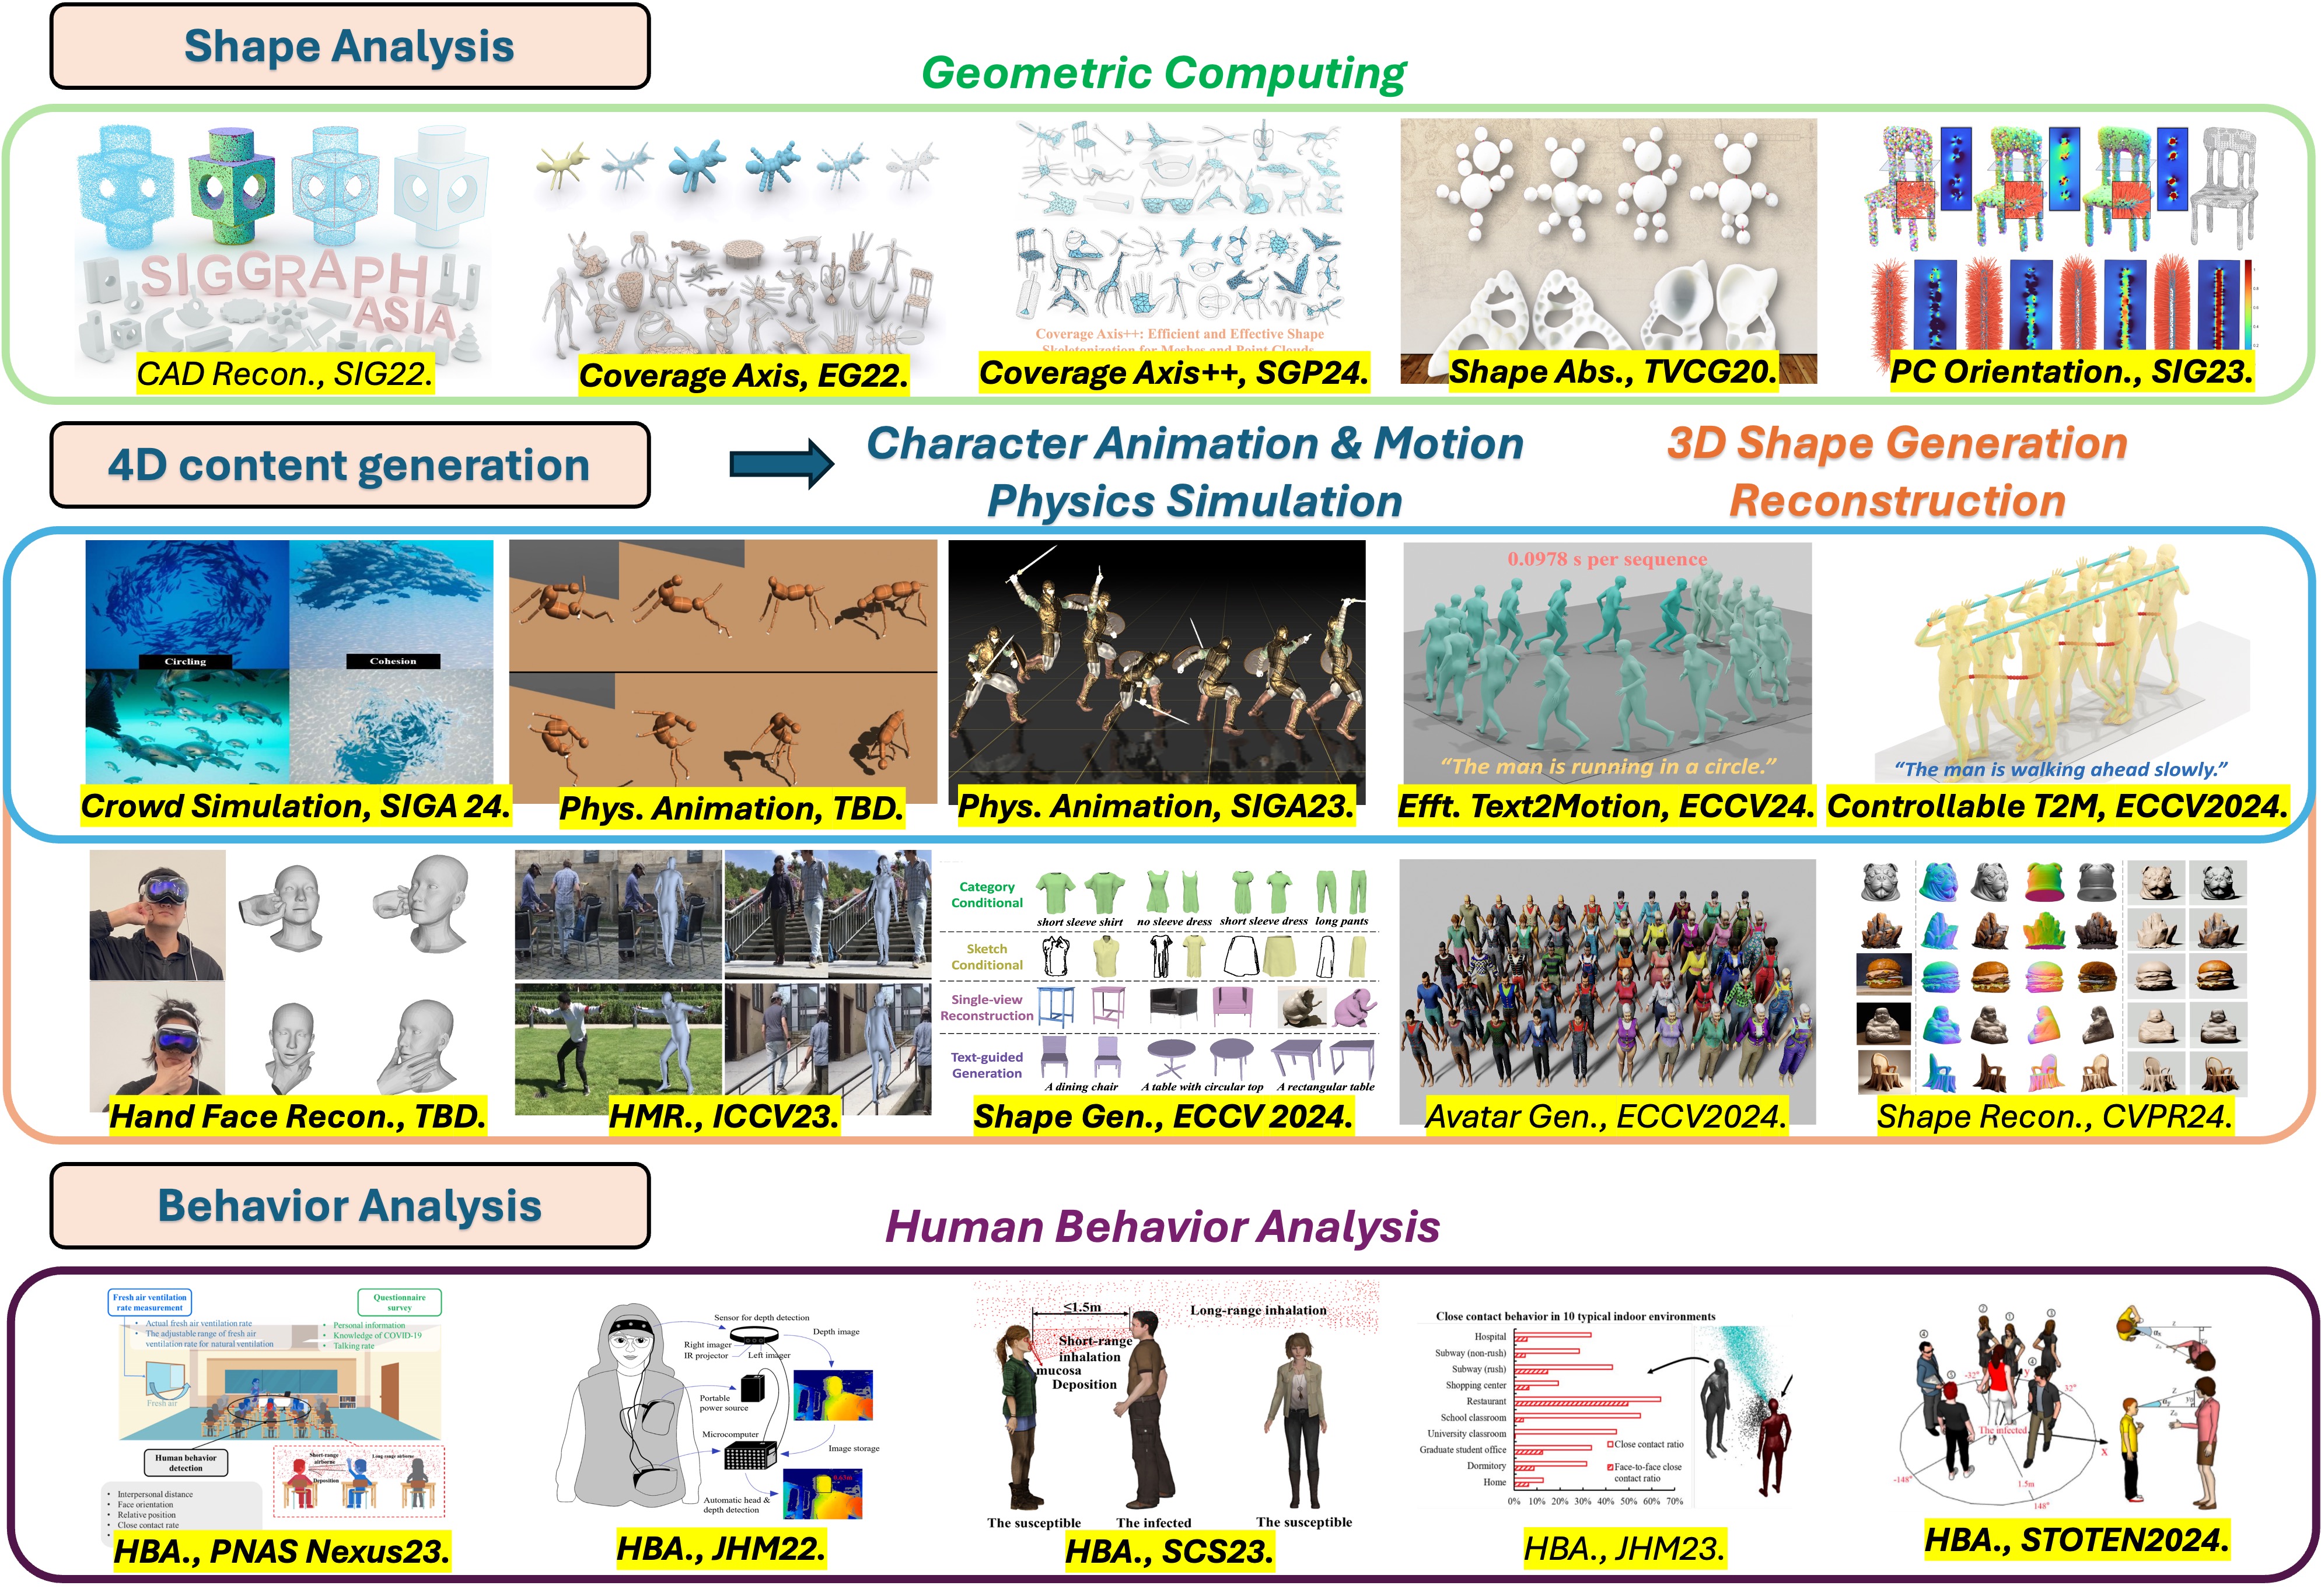 Shape Analysis
Geometric Computing
SIGGRAPH
ASIA
Coverage Axis++: Efficient and Effective Shape
Skeletonization for Meshes and Point Clouds
CAD Recon., SIG22.
Coverage Axis, EG22.
Coverage Axis++, SGP24.
Shape Abs., TVCG20.
PC Orientation., SIG23.
4D content generation
Character Animation & Motion
Physics Simulation
3D Shape Generation
Reconstruction
Circling
Cohesion
0.0978 s per sequence
“The man is running in a circle.”
“The man is walking ahead slowly.”
Crowd Simulation, SIGA 24.
Phys. Animation, TBD.
Phys. Animation, SIGA23.
Efft. Text2Motion, ECCV24.
Controllable T2M, ECCV2024.
Category
Conditional
short sleeve shirt
no sleeve dress
short sleeve dress
long pants
Sketch
Conditional
Single-view
Reconstruction
Text-guided
Generation
A dining chair
A table with circular top
A rectangular table
Hand Face Recon., TBD.
HMR., ICCV23.
Shape Gen., ECCV 2024.
Avatar Gen., ECCV2024.
Shape Recon., CVPR24.
Behavior Analysis
Human Behavior Analysis
Fresh air ventilation
rate measurement
Questionnaire
survey
• Actual fresh air ventilation rate
• The adjustable range of fresh air
ventilation rate for natural ventilation
• Personal information
• Knowledge of COVID-19
• Talking rate
Fresh air
Human behavior
detection
Short-range
airborne
Long-range airborne
Deposition
• Interpersonal distance
• Face orientation
• Relative position
• Close contact rate
HBA., PNAS Nexus23.
Sensor for depth detection
Right imager
IR projector
Left imager
Depth image
Portable
power source
Microcomputer
Image storage
Automatic head &
depth detection
HBA., JHM22.
≤1.5m
Long-range inhalation
Short-range
inhalation
mucosa
Deposition
The susceptible
The infected
The susceptible
HBA., SCS23.
Close contact behavior in 10 typical indoor environments
Hospital
Subway (non-rush)
Subway (rush)
Shopping center
Restaurant
School classroom
University classroom
Graduate student office
Dormitory
Home
Close contact ratio
Face-to-face close
contact ratio
0% 10% 20% 30% 40% 50% 60% 70%
HBA., JHM23.
-32°
32°
The infected
X
y
1.5m
-148°
148°
HBA., STOTEN2024.